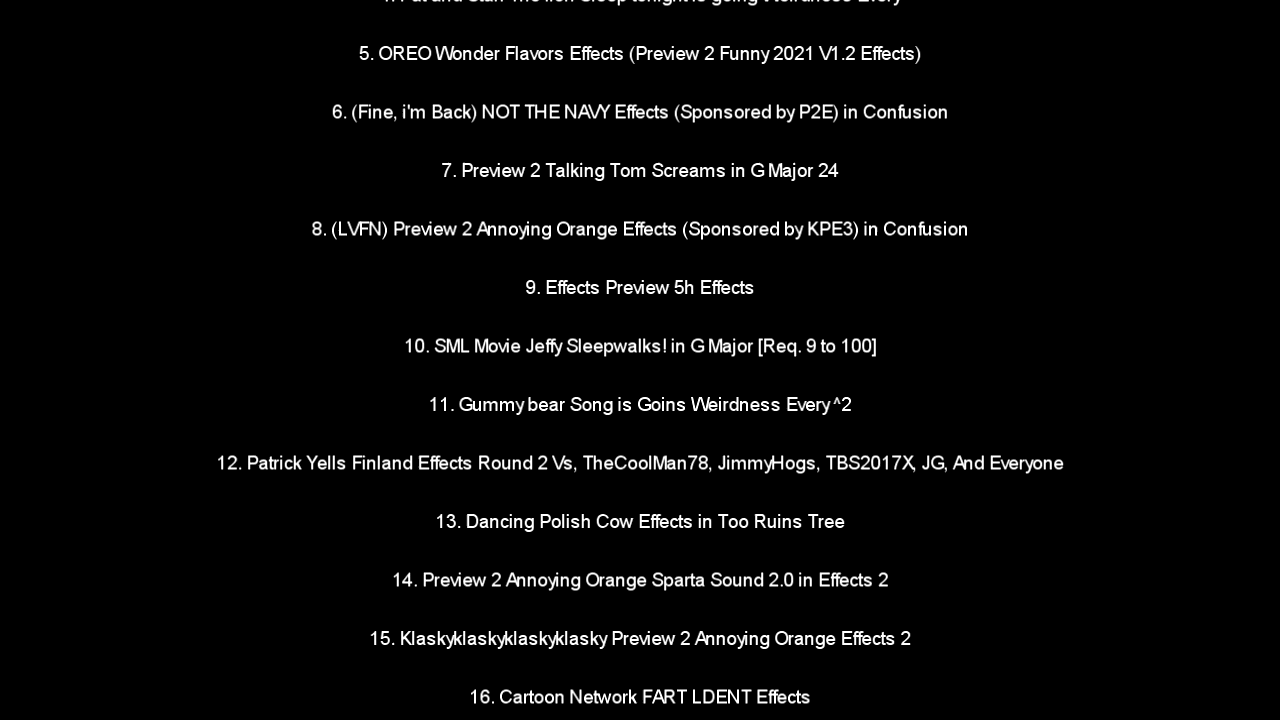 5. OREO Wonder Flavors Effects (Preview 2 Funny 2021 V1.2 Effects)
6. (Fine, i'm Back) NOT THE NAVY Effects (Sponsored by P2E) in Confusion
7. Preview 2 Talking Tom Screams in G Major 24
8. (LVFN) Preview 2 Annoying Orange Effects (Sponsored by KPE3) in Confusion
9. Effects Preview 5h Effects
10. SML Movie Jeffy Sleepwalks! in G Major [Req. 9 to 100]
11. Gummy bear Song is Goins Weirdness Every ^2
12. Patrick Yells Finland Effects Round 2 Vs, TheCoolMan78, JimmyHogs, TBS2017X, JG, And Everyone
13. Dancing Polish Cow Effects in Too Ruins Tree
14. Preview 2 Annoying Orange Sparta Sound 2.0 in Effects 2
15. Klaskyklaskyklaskyklasky Preview 2 Annoying Orange Effects 2
16. Cartoon Network FART LDENT Effects